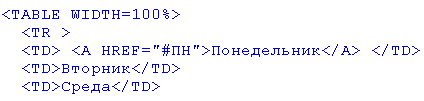 <TABLE WIDTH=100%>
<TR >
<TD> <A HREF="#ПН">Понедельник</A> </TD>
<TD>Вторник</TD>
<TD>Среда</TD>